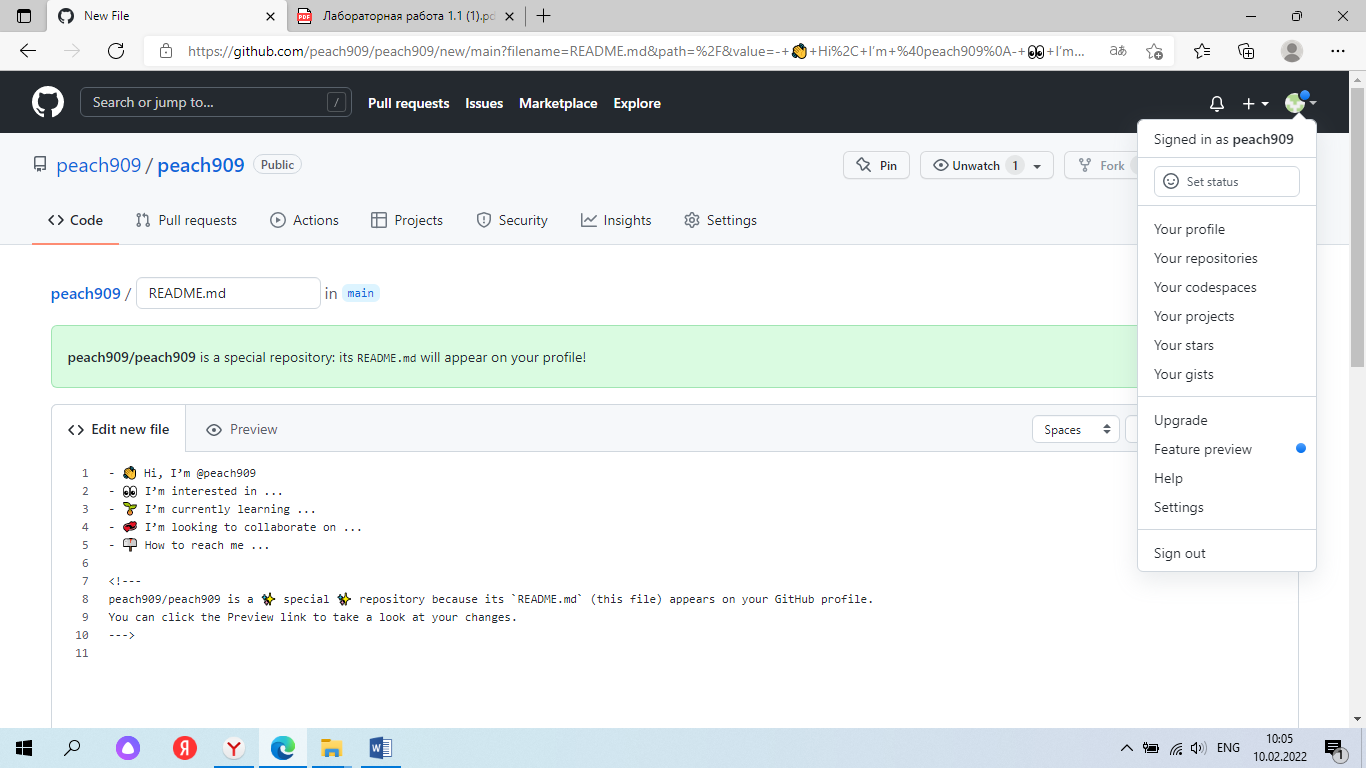 New File
Лабораторная работа 1.1 (1).pd
https://github.com/peach909/peach909/new/main?filename=README.md&path=%2F&value=-+👋+Hi%2C+I'm+%40peach909%0A-+👀+I'm...
Search or jump to...
/
Pull requests
Issues
Marketplace
Explore
Signed in as peach909
Set status
Your profile
Your repositories
Your codespaces
Your projects
Your stars
Your gists
Upgrade
Feature preview
Help
Settings
Sign out
peach909 / peach909
Public
Pin
Unwatch 1
Fork
Code
Pull requests
Actions
Projects
Security
Insights
Settings
peach909 / README.md in main
peach909/peach909 is a special repository: its README.md will appear on your profile!
Edit new file
Preview
Spaces
1 - 👋 Hi, I’m @peach909
2 - 👀 I’m interested in ...
3 - 🌱 I’m currently learning ...
4 - 💞️ I’m looking to collaborate on ...
5 - 📫 How to reach me ...
6
7 <!---
8 peach909/peach909 is a ✨ special ✨ repository because its `README.md` (this file) appears on your GitHub profile.
9 You can click the Preview link to take a look at your changes.
10 --->
11
ENG
10:05
10.02.2022
1